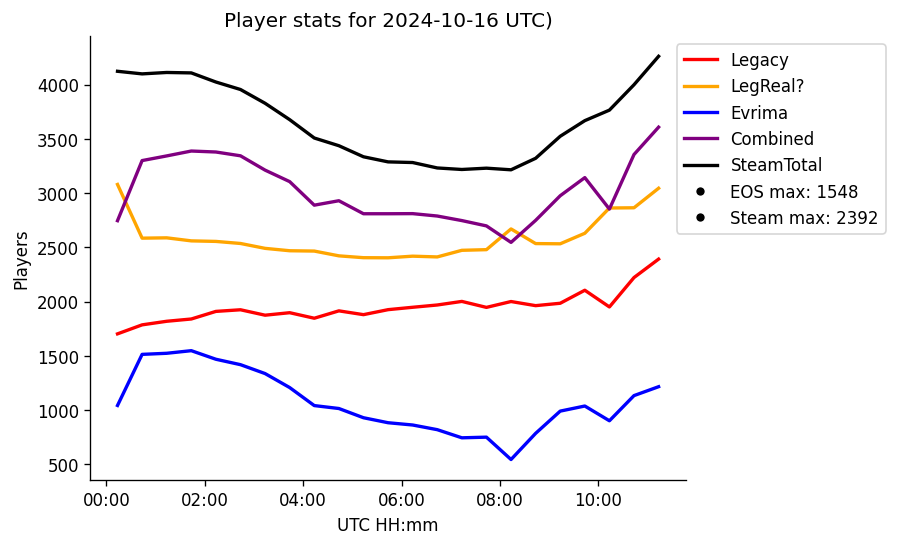 Player stats for 2024-10-16 UTC)
Legacy
LegReal?
Evrima
Combined
SteamTotal
EOS max: 1548
Steam max: 2392
Players
4000
3500
3000
2500
2000
1500
1000
500
00:00 02:00 04:00 06:00 08:00 10:00
UTC HH:mm